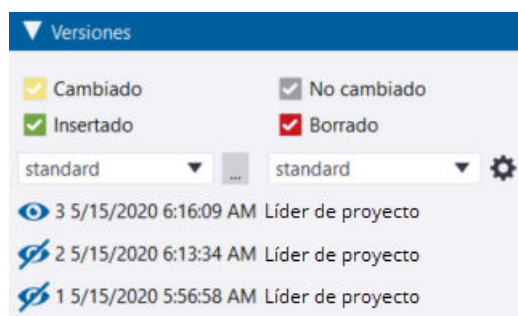 Versiones
Cambiado No cambiado
Insertado Borrado
standard ... standard
3 5/15/2020 6:16:09 AM Líder de proyecto
2 5/15/2020 6:13:34 AM Líder de proyecto
1 5/15/2020 5:56:58 AM Líder de proyecto